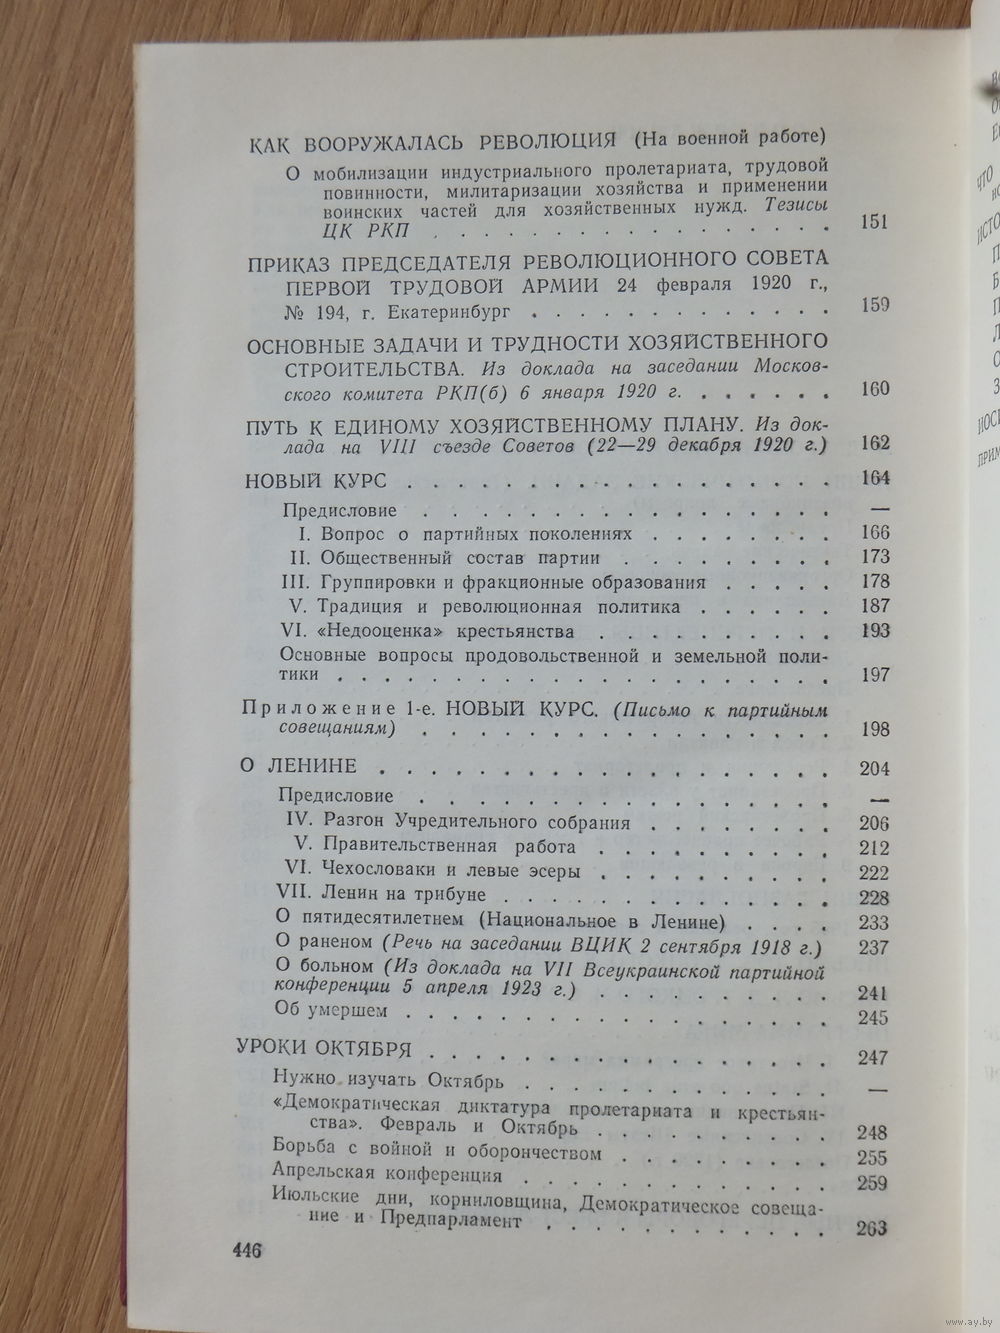 КАК ВООРУЖАЛАСЬ РЕВОЛЮЦИЯ (На военной работе)
О мобилизации индустриального пролетариата, трудовой
повинности, милитаризации хозяйства и применении
воинских частей для хозяйственных нужд. Тезисы
ЦК РКП . . . . . . . . . . . . . . . 151
ПРИКАЗ ПРЕДСЕДАТЕЛЯ РЕВОЛЮЦИОННОГО СОВЕТА
ПЕРВОЙ ТРУДОВОЙ АРМИИ 24 февраля 1920 г.,
№ 194, г. Екатеринбург . . . . . . . . . . . 159
ОСНОВНЫЕ ЗАДАЧИ И ТРУДНОСТИ ХОЗЯЙСТВЕННОГО
СТРОИТЕЛЬСТВА. Из доклада на заседании Москов-
ского комитета РКП(б) 6 января 1920 г. . . . . . . 160
ПУТЬ К ЕДИНОМУ ХОЗЯЙСТВЕННОМУ ПЛАНУ. Из док-
лада на VIII съезде Советов (22—29 декабря 1920 г.) 162
НОВЫЙ КУРС . . . . . . . . . . . . . . . 164
Предисловие . . . . . . . . . . . . . . . —
I. Вопрос о партийных поколениях . . . . . . . . 166
II. Общественный состав партии . . . . . . . . 173
III. Группировки и фракционные образования . . . . . 178
V. Традиция и революционная политика . . . . . . 187
VI. «Недооценка» крестьянства . . . . . . . . . . 193
Основные вопросы продовольственной и земельной поли-
тики . . . . . . . . . . . . . . . . . 197
Приложение 1-е. НОВЫЙ КУРС. (Письмо к партийным
совещаниям) . . . . . . . . . . . . . . . 198
О ЛЕНИНЕ . . . . . . . . . . . . . . . . 204
Предисловие . . . . . . . . . . . . . . . —
IV. Разгон Учредительного собрания . . . . . . . . 206
V. Правительственная работа . . . . . . . . . . 212
VI. Чехословаки и левые эсеры . . . . . . . . . . 222
VII. Ленин на трибуне . . . . . . . . . . . . . 228
О пятидесятилетнем (Национальное в Ленине) . . . . 233
О раненом (Речь на заседании ВЦИК 2 сентября 1918 г.) 237
О больном (Из доклада на VII Всеукраинской партийной
конференции 5 апреля 1923 г.) . . . . . . . . . . 241
Об умершем . . . . . . . . . . . . . . . 245
УРОКИ ОКТЯБРЯ . . . . . . . . . . . . . . 247
Нужно изучать Октябрь . . . . . . . . . . . —
«Демократическая диктатура пролетариата и крестьян-
ства». Февраль и Октябрь . . . . . . . . . . 248
Борьба с войной и оборончеством . . . . . . . . 255
Апрельская конференция . . . . . . . . . . . 259
Июльские дни, корниловщина, Демократическое совеща-
ние и Предпарламент . . . . . . . . . . . . 263
446
www.ay.by